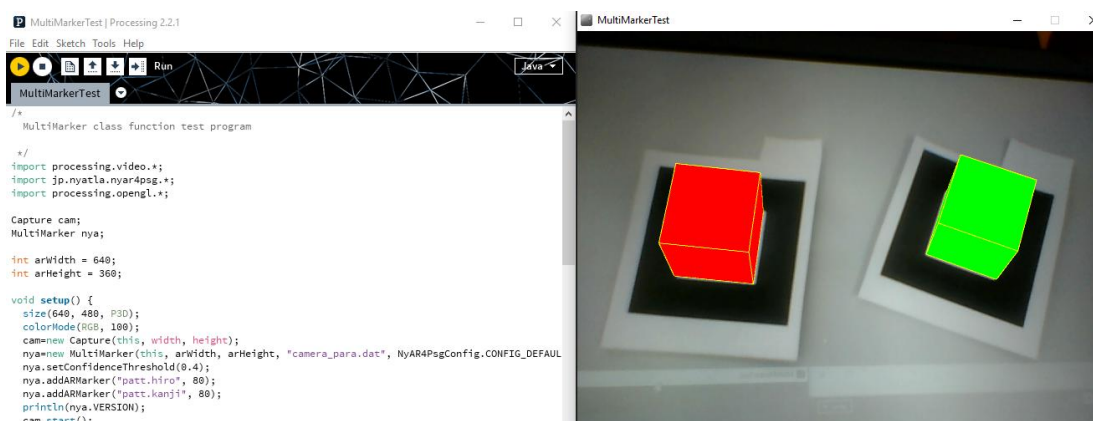 MultiMarkerTest | Processing 2.2.1
File Edit Sketch Tools Help
Run
Java
MultiMarkerTest
/*
MultiMarker class function test program
*/
import processing.video.*;
import jp.nyatla.nyar4psg.*;
import processing.opengl.*;
Capture cam;
MultiMarker nya;
int arWidth = 640;
int arHeight = 360;
void setup() {
size(640, 480, P3D);
colorMode(RGB, 100);
cam=new Capture(this, width, height);
nya=new MultiMarker(this, arWidth, arHeight, "camera_para.dat", NyAR4PsgConfig.CONFIG_DEFAUL
nya.setConfidenceThreshold(0.4);
nya.addARMarker("patt.hiro", 80);
nya.addARMarker("patt.kanji", 80);
println(nya.VERSION);
cam.start();
MultiMarkerTest